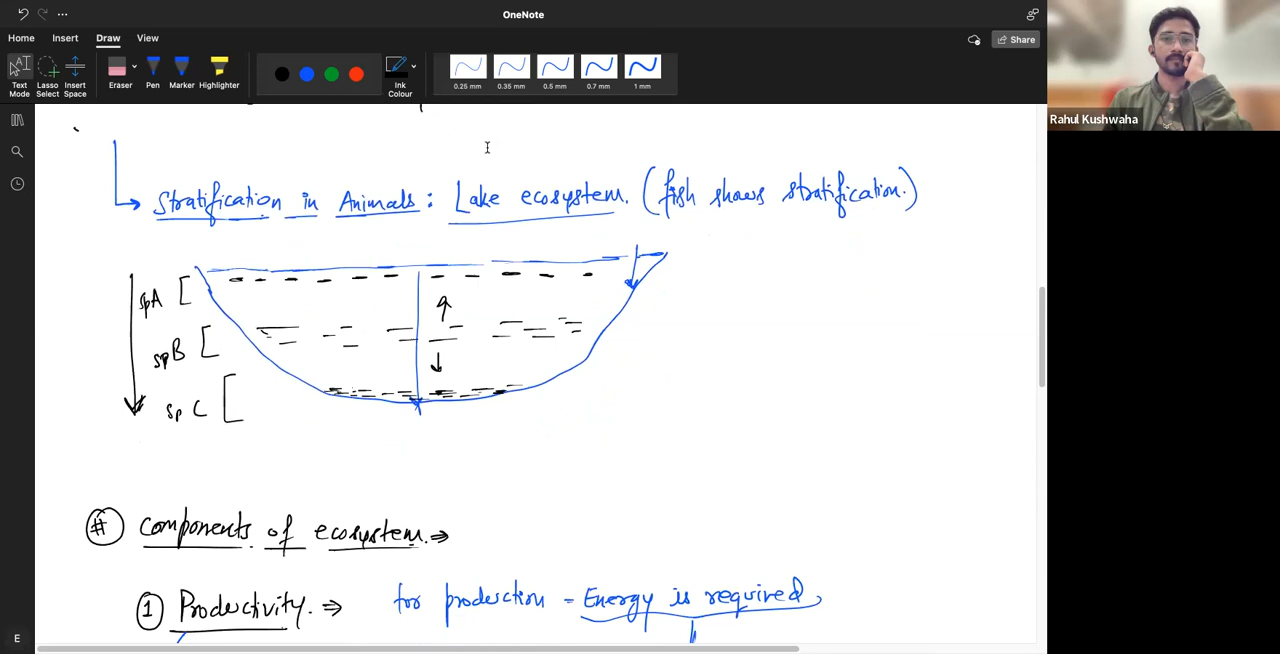 OneNote
Home Insert Draw View
Share
Text Mode Lasso Select Insert Space Eraser Pen Marker Highlighter Ink Colour 0.25 mm 0.35 mm 0.5 mm 0.7 mm 1 mm
Rahul Kushwaha
Stratification in Animals: Lake ecosystem. (fish shows stratification.)
spA
spB
sp C
# components of ecosystem. ⇒
1 Productivity. ⇒ for production = Energy is required
E